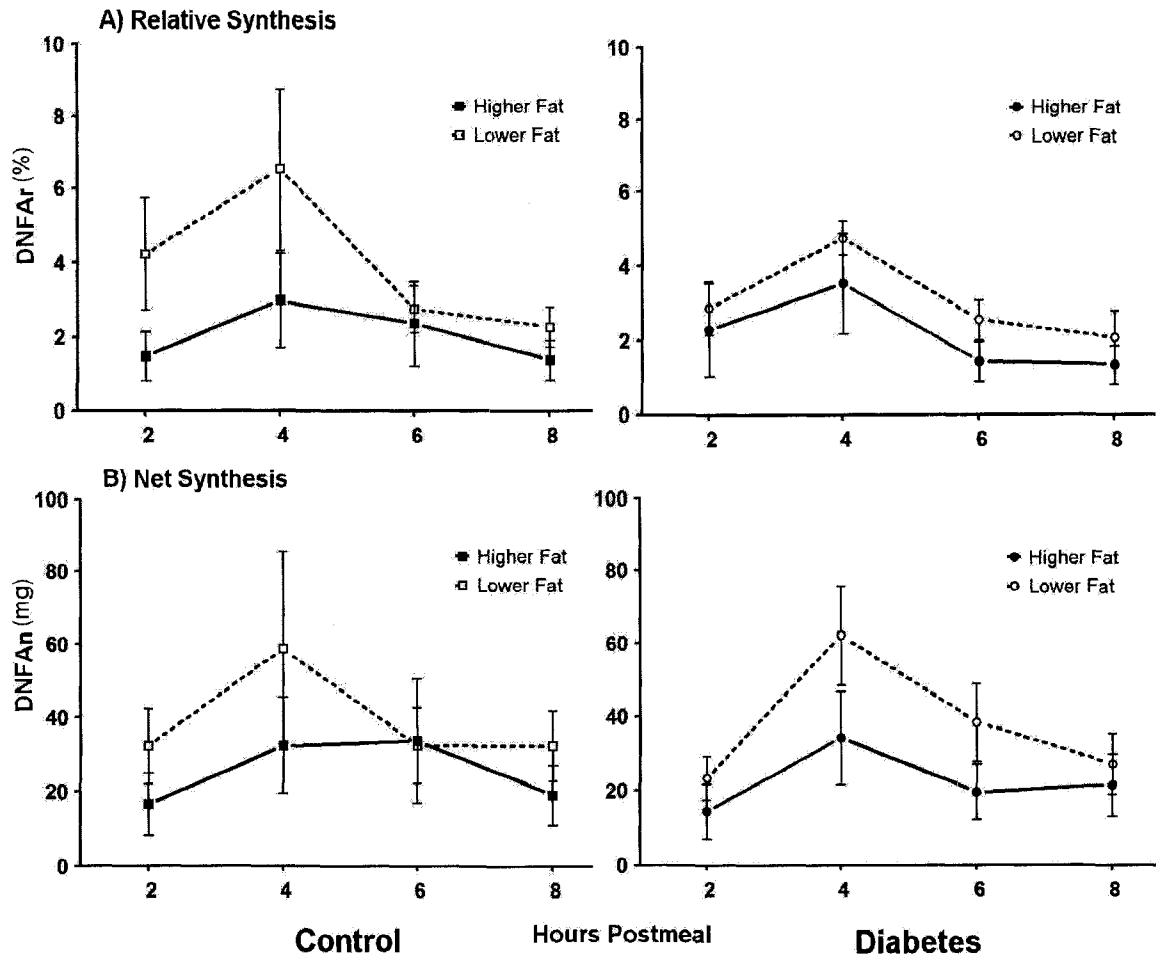 A) Relative Synthesis
10
8
6
4
2
0
DNFAr (%)
Higher Fat
Lower Fat
2 4 6 8
10
8
6
4
2
0
Higher Fat
Lower Fat
2 4 6 8
B) Net Synthesis
100
80
60
40
20
0
DNFAn (mg)
Higher Fat
Lower Fat
2 4 6 8
100
80
60
40
20
0
Higher Fat
Lower Fat
2 4 6 8
Control Hours Postmeal Diabetes